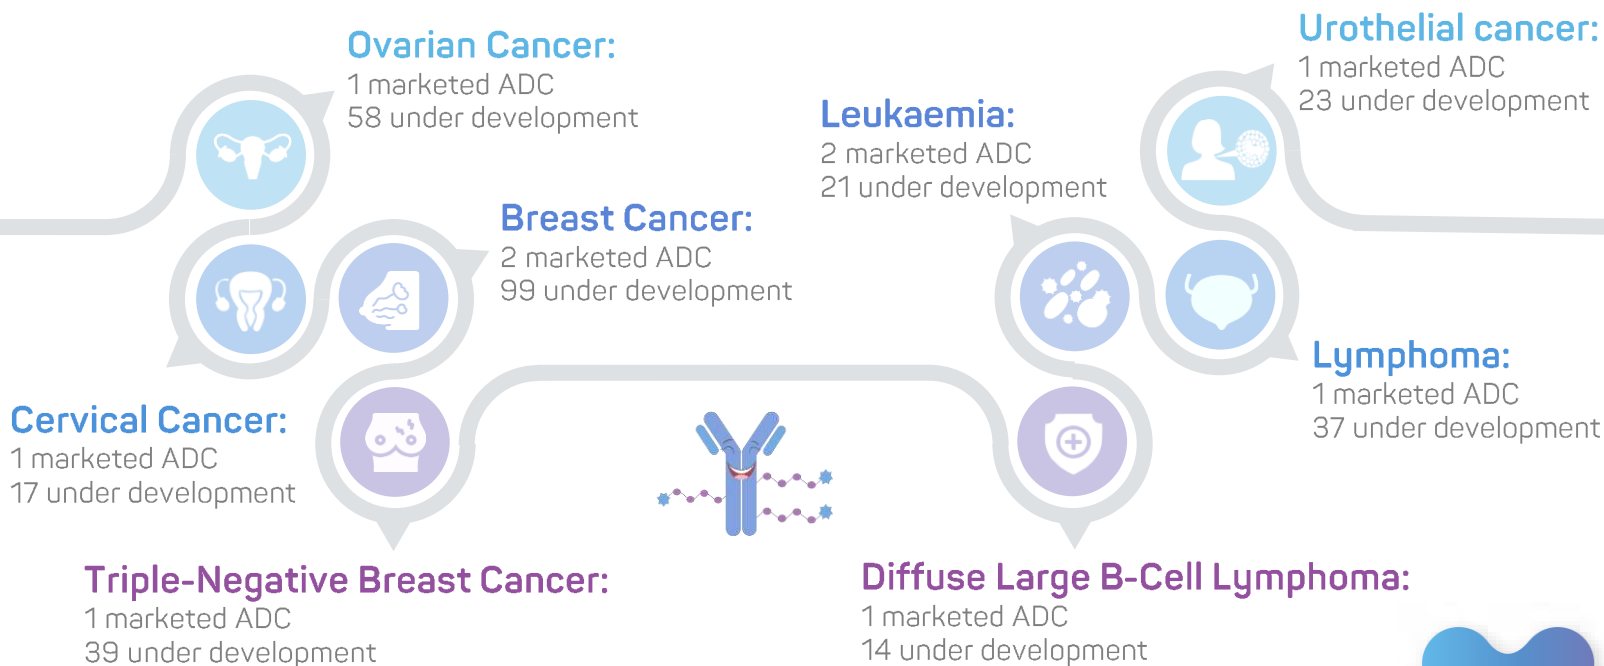 Ovarian Cancer:
1 marketed ADC
58 under development
Breast Cancer:
2 marketed ADC
99 under development
Cervical Cancer:
1 marketed ADC
17 under development
Triple-Negative Breast Cancer:
1 marketed ADC
39 under development
Leukaemia:
2 marketed ADC
21 under development
Urothelial cancer:
1 marketed ADC
23 under development
Lymphoma:
1 marketed ADC
37 under development
Diffuse Large B-Cell Lymphoma:
1 marketed ADC
14 under development